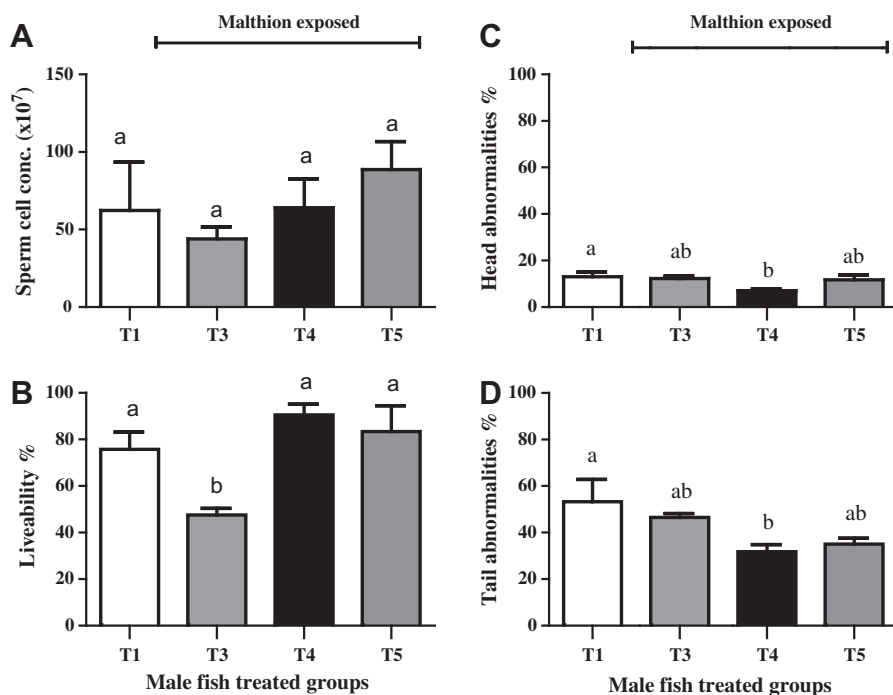 A
Malthion exposed
Sperm cell conc. (x10⁷)
150
100
50
0
a
a
a
a
T1 T3 T4 T5
B
Liveability %
100
80
60
40
20
0
a
b
a
a
T1 T3 T4 T5
Male fish treated groups
C
Malthion exposed
Head abnormalities %
100
80
60
40
20
0
a
ab
b
ab
T1 T3 T4 T5
D
Tail abnormalities %
100
80
60
40
20
0
a
ab
b
ab
T1 T3 T4 T5
Male fish treated groups